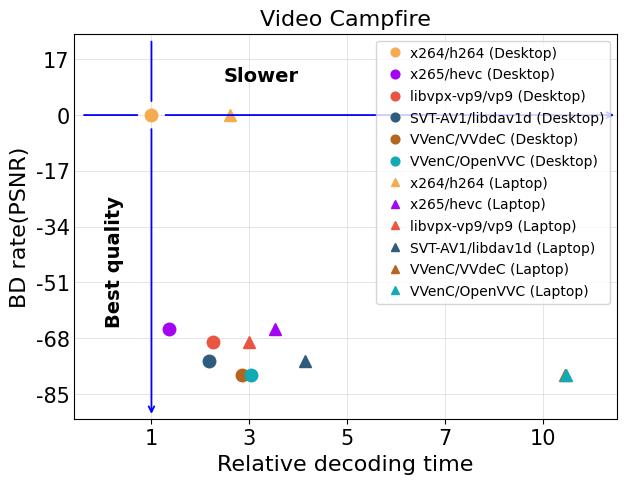 Video Campfire
Slower
Best quality
BD rate(PSNR)
17
0
-17
-34
-51
-68
-85
1
3
5
7
10
Relative decoding time
x264/h264 (Desktop)
x265/hevc (Desktop)
libvpx-vp9/vp9 (Desktop)
SVT-AV1/libdav1d (Desktop)
VVenC/VVdeC (Desktop)
VVenC/OpenVVC (Desktop)
x264/h264 (Laptop)
x265/hevc (Laptop)
libvpx-vp9/vp9 (Laptop)
SVT-AV1/libdav1d (Laptop)
VVenC/VVdeC (Laptop)
VVenC/OpenVVC (Laptop)